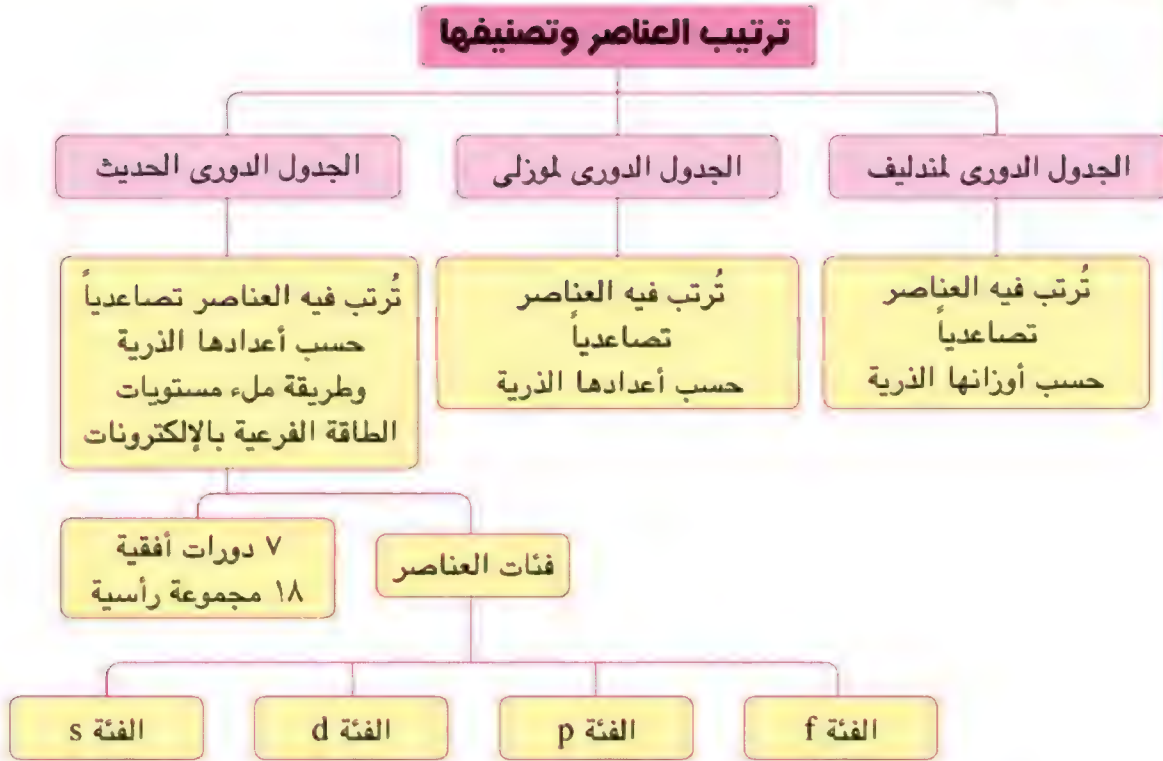 ترتيب العناصر وتصنيفها
الجدول الدورى لمندليف
الجدول الدورى لموزلى
الجدول الدورى الحديث
تُرتب فيه العناصر
تصاعدياً
حسب أوزانها الذرية
تُرتب فيه العناصر
تصاعدياً
حسب أعدادها الذرية
تُرتب فيه العناصر تصاعدياً
حسب أعدادها الذرية
وطريقة ملء مستويات
الطاقة الفرعية بالإلكترونات
فئات العناصر
٧ دورات أفقية
١٨ مجموعة رأسية
الفئة f
الفئة p
الفئة d
الفئة s